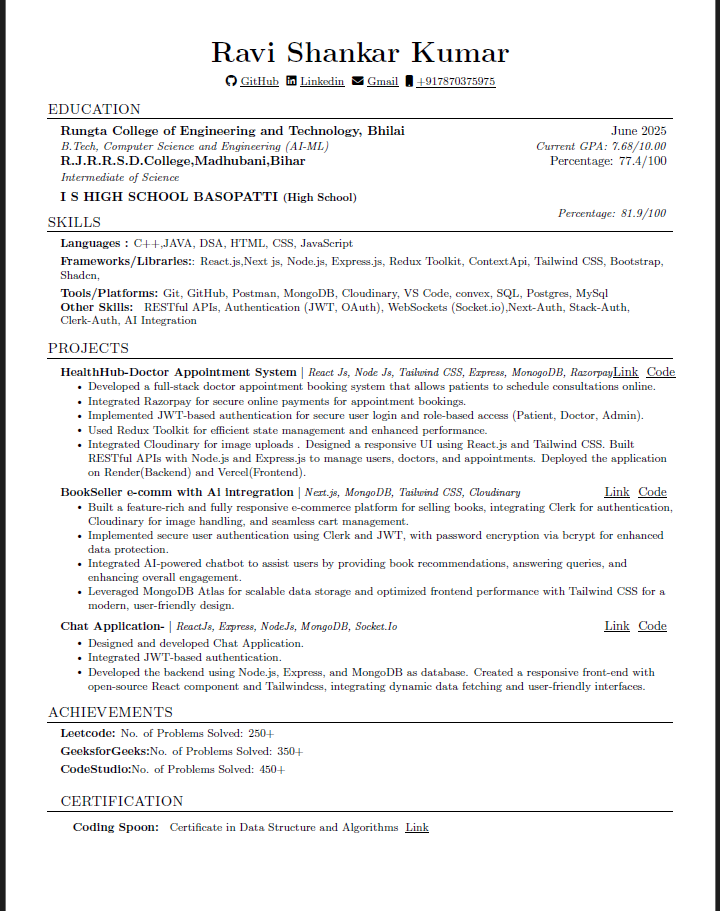 Ravi Shankar Kumar
GitHub Linkedin Gmail +917870375975
EDUCATION
Rungta College of Engineering and Technology, Bhilai June 2025
B.Tech, Computer Science and Engineering (AI-ML) Current GPA: 7.68/10.00
R.J.R.R.S.D.College,Madhubani,Bihar Percentage: 77.4/100
Intermediate of Science
I S HIGH SCHOOL BASOPATTI (High School)
Percentage: 81.9/100
SKILLS
Languages : C++,JAVA, DSA, HTML, CSS, JavaScript
Frameworks/Libraries:: React.js,Next js, Node.js, Express.js, Redux Toolkit, ContextApi, Tailwind CSS, Bootstrap,
Shadcn,
Tools/Platforms: Git, GitHub, Postman, MongoDB, Cloudinary, VS Code, convex, SQL, Postgres, MySql
Other Skills: RESTful APIs, Authentication (JWT, OAuth), WebSockets (Socket.io),Next-Auth, Stack-Auth,
Clerk-Auth, AI Integration
PROJECTS
HealthHub-Doctor Appointment System | React Js, Node Js, Tailwind CSS, Express, MonogoDB, RazorpayLink Code
• Developed a full-stack doctor appointment booking system that allows patients to schedule consultations online.
• Integrated Razorpay for secure online payments for appointment bookings.
• Implemented JWT-based authentication for secure user login and role-based access (Patient, Doctor, Admin).
• Used Redux Toolkit for efficient state management and enhanced performance.
• Integrated Cloudinary for image uploads . Designed a responsive UI using React.js and Tailwind CSS. Built
RESTful APIs with Node.js and Express.js to manage users, doctors, and appointments. Deployed the application
on Render(Backend) and Vercel(Frontend).
BookSeller e-comm with Ai intregration | Next.js, MongoDB, Tailwind CSS, Cloudinary Link Code
• Built a feature-rich and fully responsive e-commerce platform for selling books, integrating Clerk for authentication,
Cloudinary for image handling, and seamless cart management.
• Implemented secure user authentication using Clerk and JWT, with password encryption via bcrypt for enhanced
data protection.
• Integrated AI-powered chatbot to assist users by providing book recommendations, answering queries, and
enhancing overall engagement.
• Leveraged MongoDB Atlas for scalable data storage and optimized frontend performance with Tailwind CSS for a
modern, user-friendly design.
Chat Application- | ReactJs, Express, NodeJs, MongoDB, Socket.Io Link Code
• Designed and developed Chat Application.
• Integrated JWT-based authentication.
• Developed the backend using Node.js, Express, and MongoDB as database. Created a responsive front-end with
open-source React component and Tailwindcss, integrating dynamic data fetching and user-friendly interfaces.
ACHIEVEMENTS
Leetcode: No. of Problems Solved: 250+
GeeksforGeeks:No. of Problems Solved: 350+
CodeStudio:No. of Problems Solved: 450+
CERTIFICATION
Coding Spoon: Certificate in Data Structure and Algorithms Link